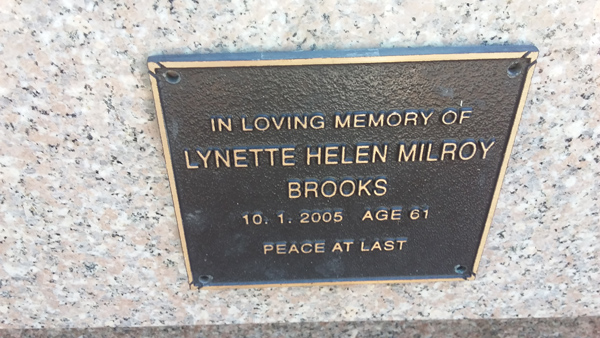 IN LOVING MEMORY OF
LYNETTE HELEN MILROY
BROOKS
10. 1. 2005 AGE 61
PEACE AT LAST